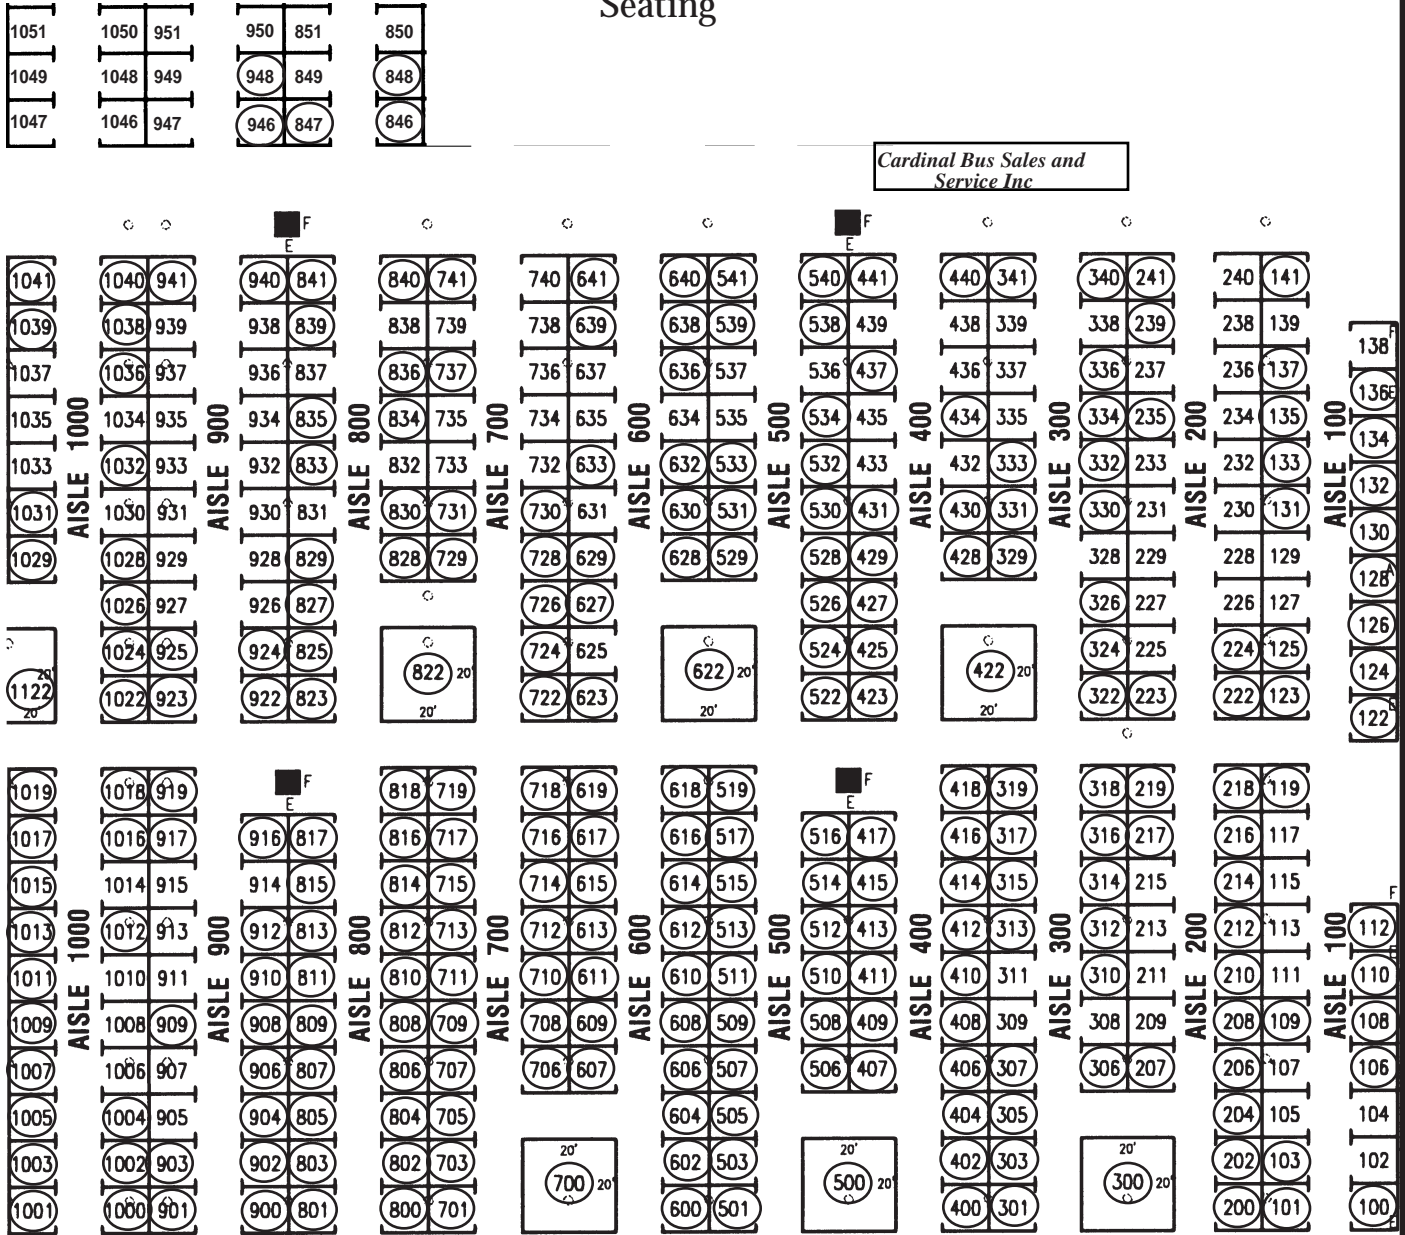 Seating
1051 1050 951 950 851 850
1049 1048 949 948 849 848
1047 1046 947 946 847 846
Cardinal Bus Sales and
Service Inc
F F
E E
1041 1040 941 940 841 840 741 740 641 640 541 540 441 440 341 340 241 240 141
1039 1038 939 938 839 838 739 738 639 638 539 538 439 438 339 338 239 238 139
138 F
1037 1036 937 936 837 836 737 736 637 636 537 536 437 436 337 336 237 236 137
136 E
1035 1034 935 934 835 834 735 734 635 634 535 534 435 434 335 334 235 234 135
134
1033 1032 933 932 833 832 733 732 633 632 533 532 433 432 333 332 233 232 133
132
AISLE 1000 AISLE 900 AISLE 800 AISLE 700 AISLE 600 AISLE 500 AISLE 400 AISLE 300 AISLE 200 AISLE 100
1031 1030 931 930 831 830 731 730 631 630 531 530 431 430 331 330 231 230 131
130
1029 1028 929 928 829 828 729 728 629 628 529 528 429 428 329 328 229 228 129
128 A
1026 927 926 827 726 627 526 427 326 227 226 127
126
1024 925 924 825 724 625 524 425 324 225 224 125
1122 20' 822 20' 622 20' 422 20' 124
1022 923 922 823 722 623 522 423 322 223 222 123
20' 20' 20' 20'
122
1019 1018 919 F 818 719 718 619 618 519 F 418 319 318 219 218 119
E E
1017 1016 917 916 817 816 717 716 617 616 517 516 417 416 317 316 217 216 117
1015 1014 915 914 815 814 715 714 615 614 515 514 415 414 315 314 215 214 115
F
1013 1012 913 912 813 812 713 712 613 612 513 512 413 412 313 312 213 212 113 112
1011 1010 911 910 811 810 711 710 611 610 511 510 411 410 311 310 211 210 111 110
AISLE 1000 AISLE 900 AISLE 800 AISLE 700 AISLE 600 AISLE 500 AISLE 400 AISLE 300 AISLE 200 AISLE 100
1009 1008 909 908 809 808 709 708 609 608 509 508 409 408 309 308 209 208 109 108
1007 1006 907 906 807 806 707 706 607 606 507 506 407 406 307 306 207 206 107 106
1005 1004 905 904 805 804 705 604 505 404 305 204 105 104
20' 20' 20'
1003 1002 903 902 803 802 703 602 503 402 303 202 103 102
700 20' 500 20' 300 20'
1001 1000 901 900 801 800 701 600 501 400 301 200 101 100
E